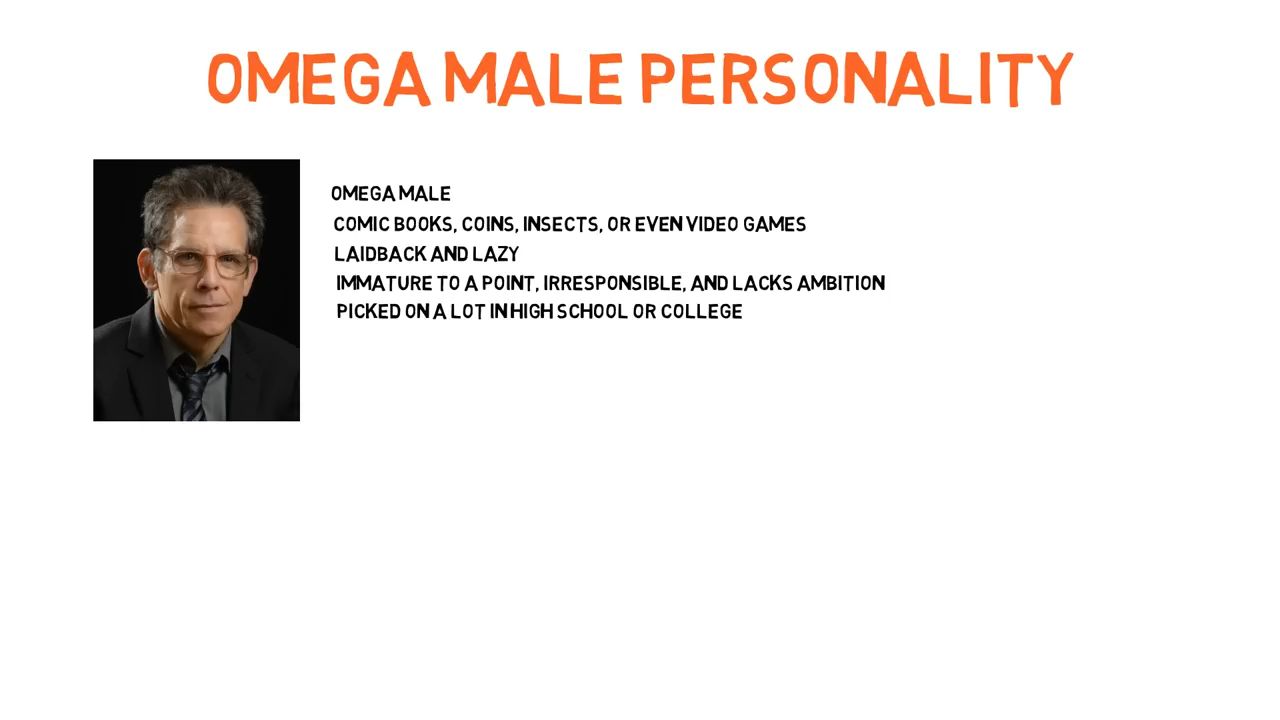 OMEGA MALE PERSONALITY
OMEGA MALE
COMIC BOOKS, COINS, INSECTS, OR EVEN VIDEO GAMES
LAIDBACK AND LAZY
IMMATURE TO A POINT, IRRESPONSIBLE, AND LACKS AMBITION
PICKED ON A LOT IN HIGH SCHOOL OR COLLEGE